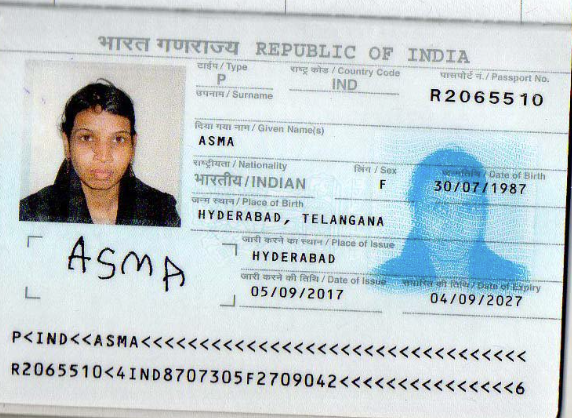 भारत गणराज्य REPUBLIC OF INDIA
टाईप / Type राष्ट्र कोड / Country Code पासपोर्ट नं. / Passport No.
P IND R2065510
उपनाम / Surname
दिया गया नाम / Given Name(s)
ASMA
राष्ट्रीयता / Nationality लिंग / Sex जन्मतिथि / Date of Birth
भारतीय / INDIAN F 30/07/1987
जन्म स्थान / Place of Birth
HYDERABAD, TELANGANA
जारी करने का स्थान / Place of Issue
HYDERABAD
ASMA
जारी करने की तिथि / Date of Issue समाप्ति की तिथि / Date of Expiry
05/09/2017 04/09/2027
P<IND<<ASMA<<<<<<<<<<<<<<<<<<<<<<<<<<<<<<<<<
R2065510<4IND8707305F2709042<<<<<<<<<<<<<<<6